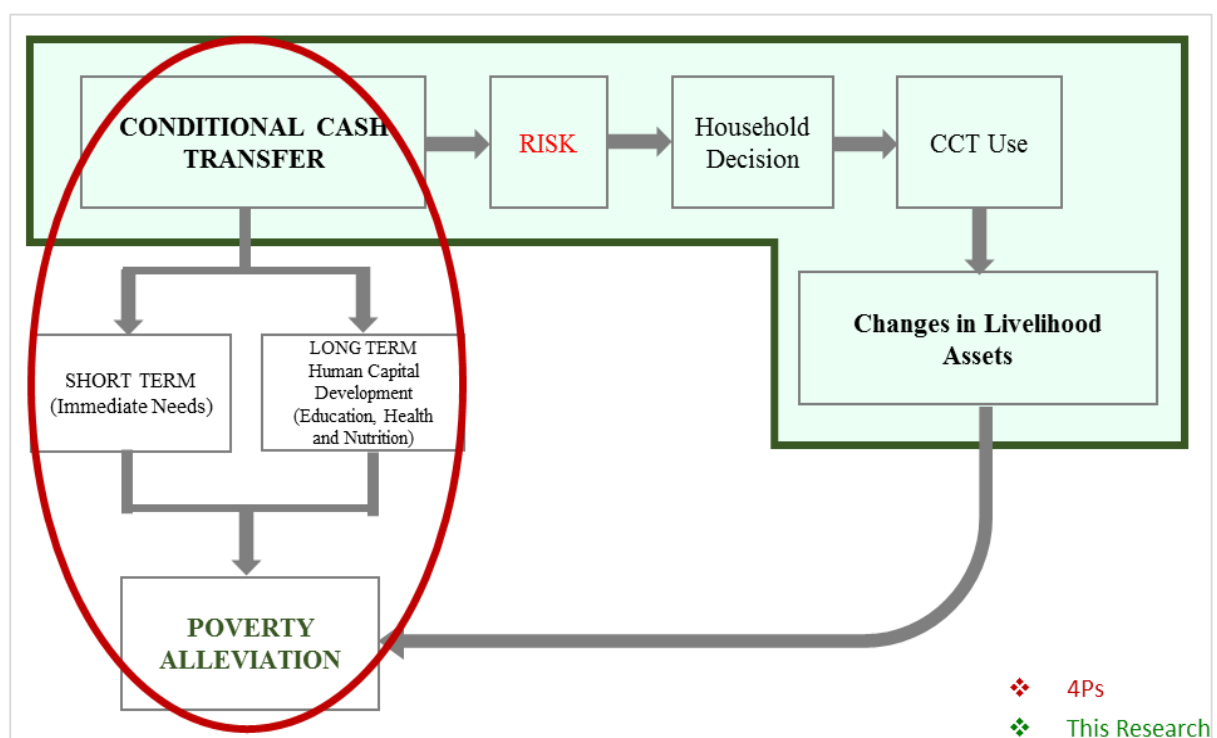 CONDITIONAL CASH
TRANSFER
RISK
Household
Decision
CCT Use
Changes in Livelihood
Assets
SHORT TERM
(Immediate Needs)
LONG TERM
Human Capital
Development
(Education, Health
and Nutrition)
POVERTY
ALLEVIATION
4Ps
This Research